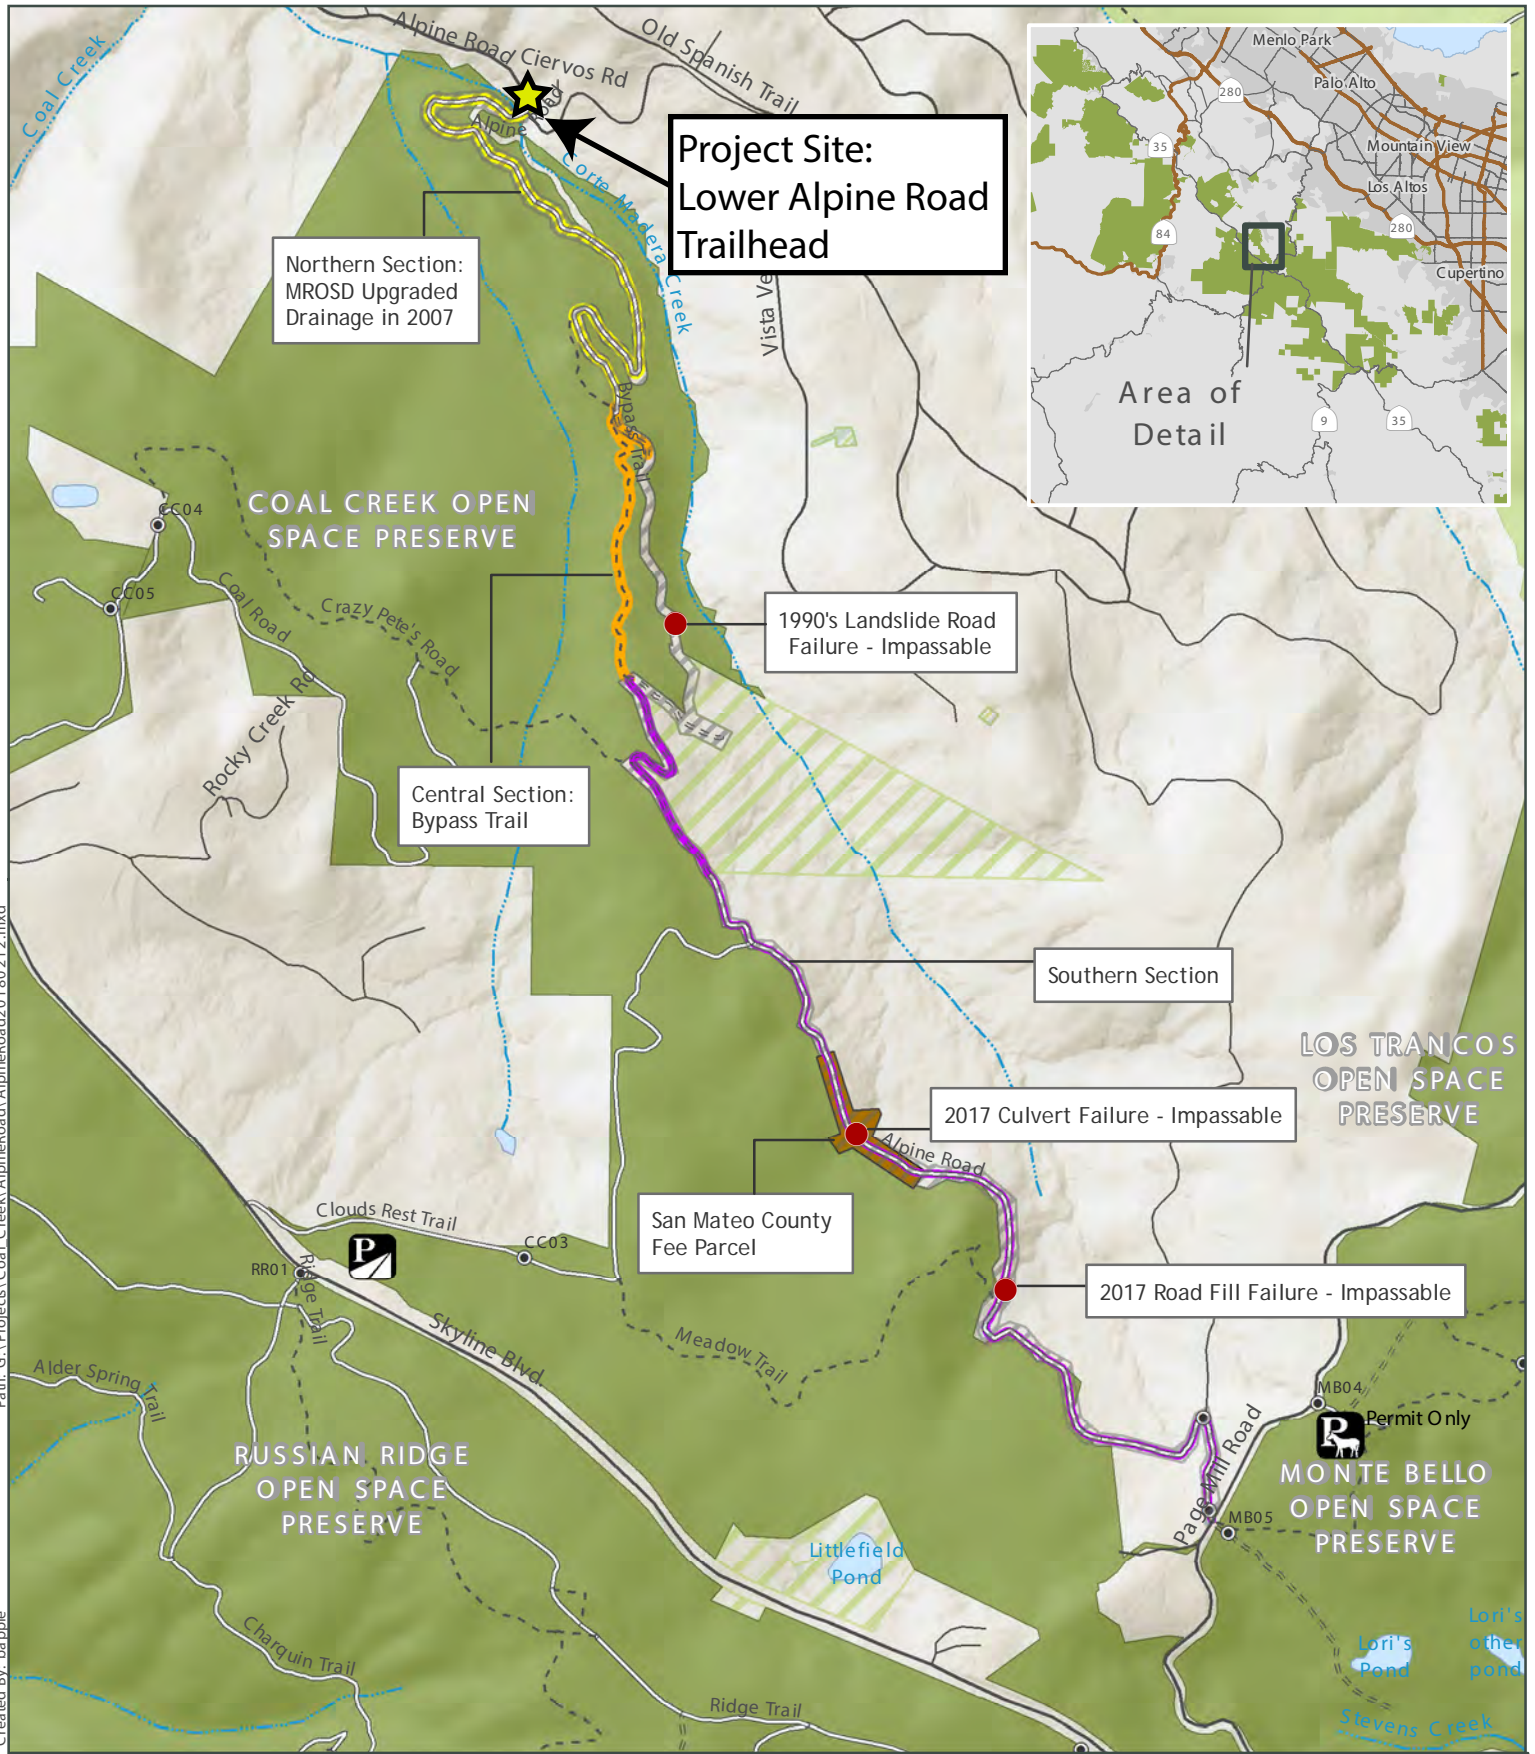 Alpine Road
Ciervos Rd
Old Spanish Trail
Coal Creek
Alpine
Road
Corte Madera Creek
Project Site:
Lower Alpine Road
Trailhead
Menlo Park
280
Palo Alto
35
Mountain View
Los Altos
84
280
Cupertino
Area of
Detail
9
35
Northern Section:
MROSD Upgraded
Drainage in 2007
Vista Ve
Bypass Trail
COAL CREEK OPEN
SPACE PRESERVE
CC04
CC05
Coal Road
Crazy Pete's Road
Rocky Creek Rd
1990's Landslide Road
Failure - Impassable
Central Section:
Bypass Trail
Southern Section
LOS TRANCOS
OPEN SPACE
PRESERVE
2017 Culvert Failure - Impassable
Alpine Road
San Mateo County
Fee Parcel
Clouds Rest Trail
P
CC03
RR01
Ridge Trail
2017 Road Fill Failure - Impassable
Skyline Blvd.
Meadow Trail
Alder Spring Trail
MB04
P
Permit Only
RUSSIAN RIDGE
OPEN SPACE
PRESERVE
Page Mill Road
MONTE BELLO
OPEN SPACE
PRESERVE
MB05
Littlefield
Pond
Charquin Trail
Ridge Trail
Lori's
Pond
Lori's
other
pond
Stevens Creek